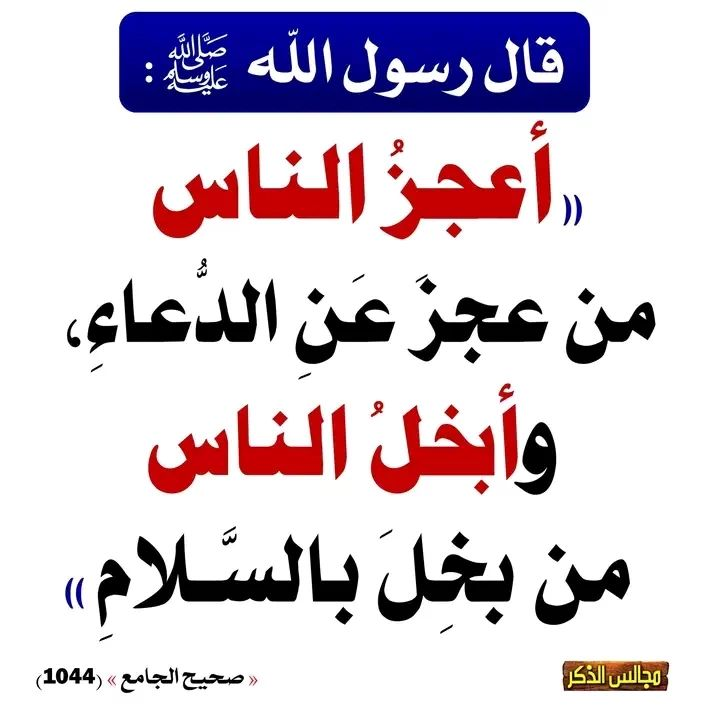 قال رسول الله ﷺ :
(( أعجزُ الناس
من عجزَ عَنِ الدُّعاءِ،
وأبخلُ الناس
من بخِلَ بالسَّلامِ ))
« صحيح الجامع » (1044)
مجالس الذكر